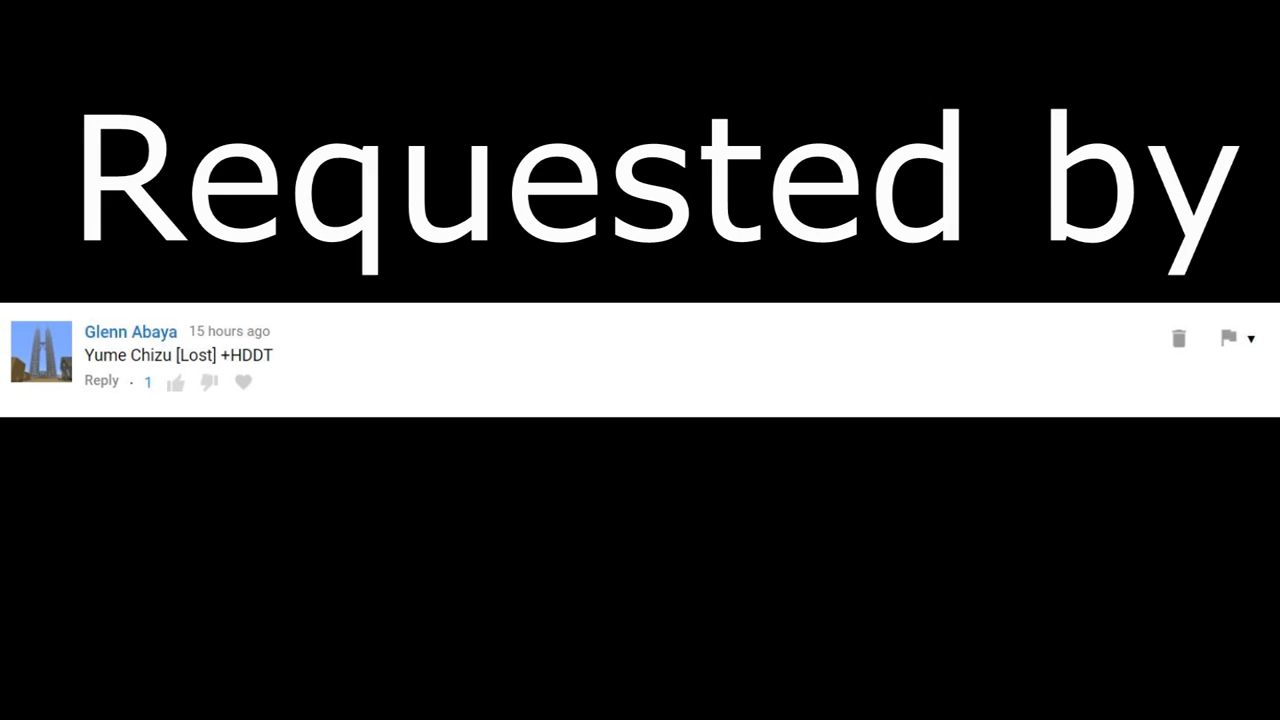 Requested by
Glenn Abaya 15 hours ago
Yume Chizu [Lost] +HDDT
Reply · 1